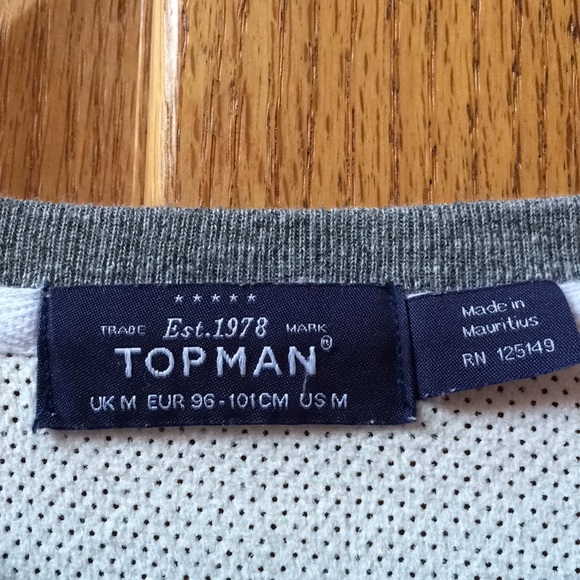 ★★★★★
TRADE Est. 1978 MARK
TOPMAN®
UK M EUR 96 - 101CM US M
Made in
Mauritius
RN 125149